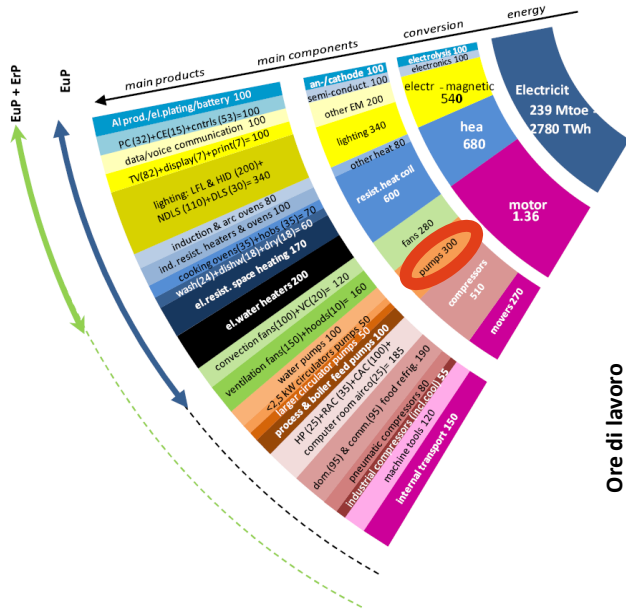 energy
conversion
main components
main products
EuP + ErP
EuP
electrolysis 100
electronics 100
electr - magnetic
540
hea
680
motor
1.36
Electricit
239 Mtoe -
2780 TWh
an-/cathode 100
semi-conduct. 100
other EM 200
lighting 340
other heat 80
resist.heat coil
600
fans 280
pumps 300
compressors
510
movers 270
Al prod./el.plating/battery 100
PC (32)+CE(15)+cntrls (53)=100
data/voice communication 100
TV(82)+display(7)+print(7)=100
lighting: LFL & HID (200)+
NDLS (110)+DLS (30)= 340
induction & arc ovens 80
ind. resist. heaters & ovens 100
cooking ovens(35)+hobs (35)= 70
wash(24)+dishw(18)+dry(18)= 60
el.resist. space heating 170
el.water heaters 200
convection fans(100)+VC(20)= 120
ventilation fans(150)+hoods(10)= 160
water pumps 100
<2,5 kW circulators pumps 50
larger circulator pumps 50
process & boiler feed pumps 100
HP (25)+RAC (35)+CAC (100)+
computer room airco(25)= 185
dom.(95) & comm.(95) food refrig. 190
pneumatic compressors 80
industrial compressors (incl.cool) 55
machine tools 120
internal transport 150
Ore di lavoro